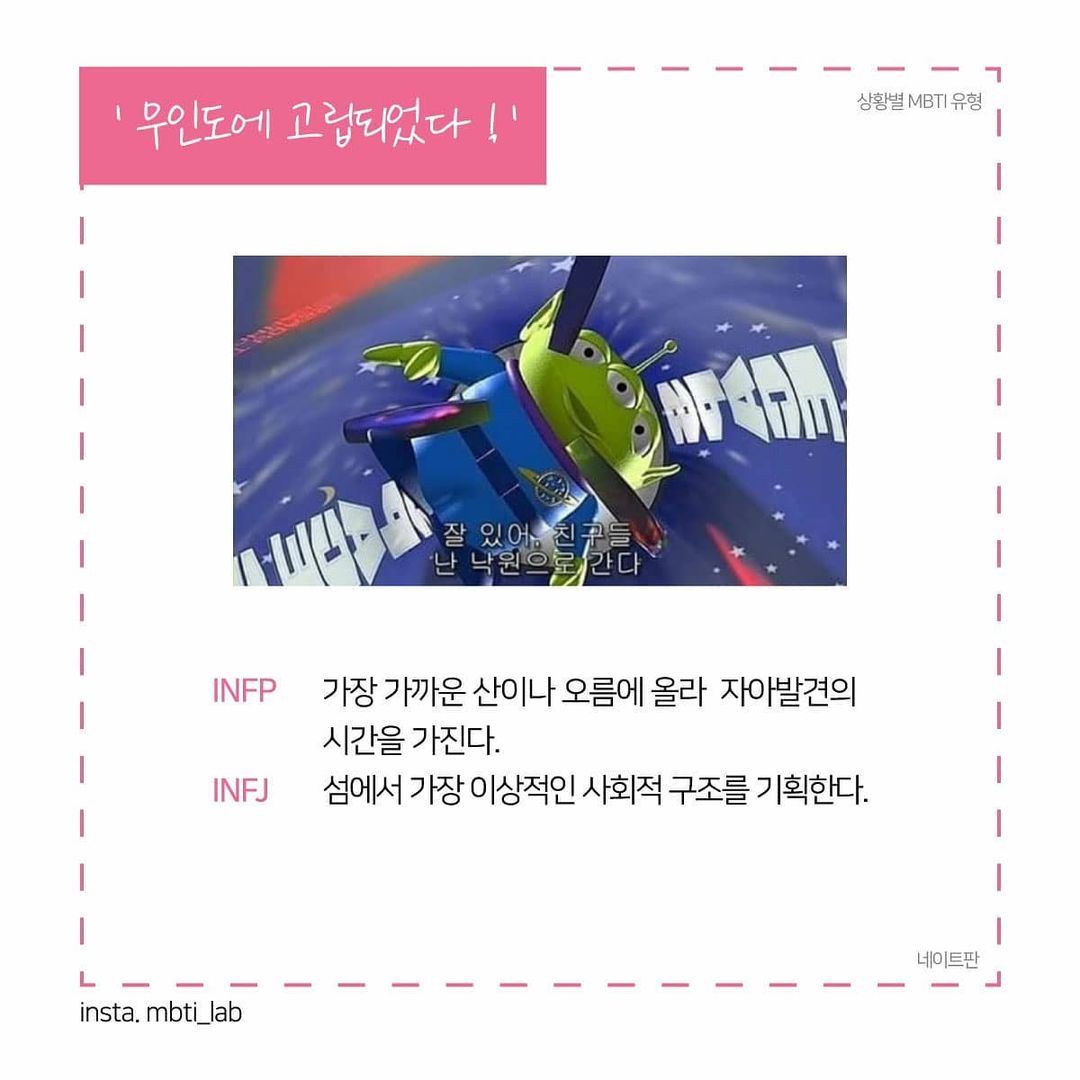 '무인도에 고립되었다!'
상황별 MBTI 유형
잘 있어, 친구들
난 낙원으로 간다
INFP 가장 가까운 산이나 오름에 올라 자아발견의
시간을 가진다.
INFJ 섬에서 가장 이상적인 사회적 구조를 기획한다.
네이트판
insta. mbti_lab